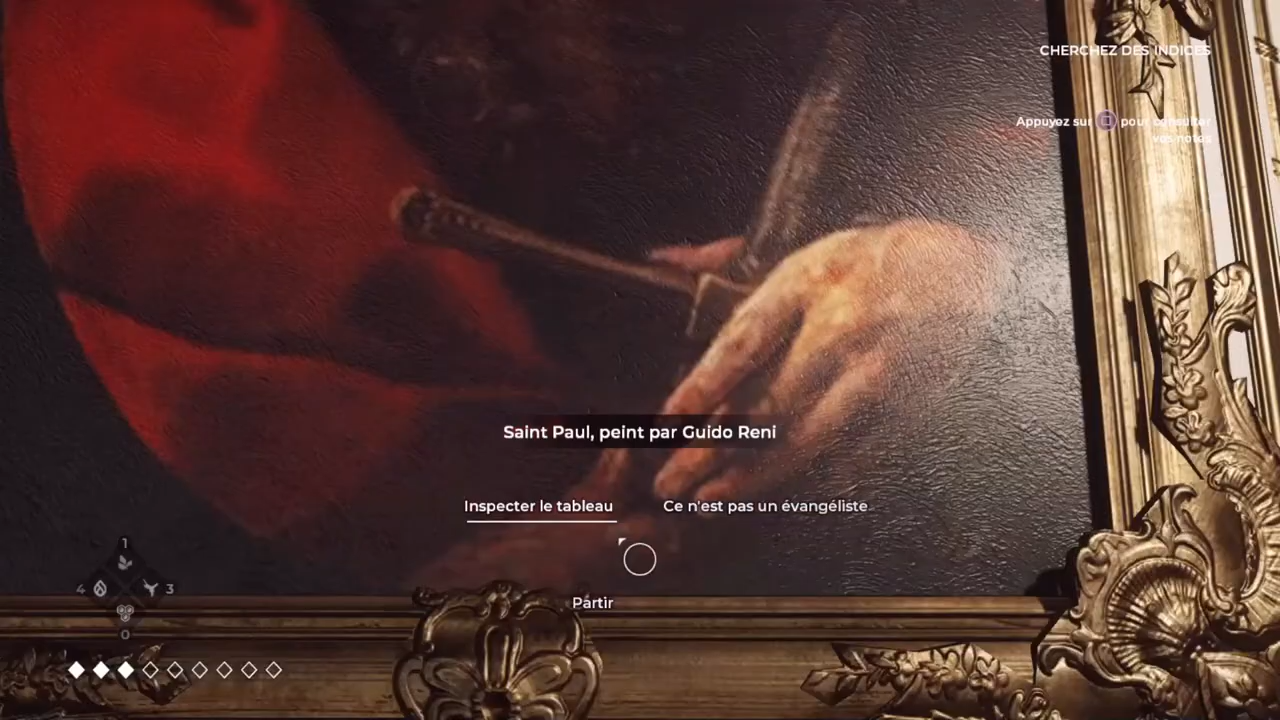 CHERCHEZ DES INDICES
Appuyez sur pour consulter
vos notes
Saint Paul, peint par Guido Reni
Inspecter le tableau
Ce n'est pas un évangéliste
Partir
1
4
3
0